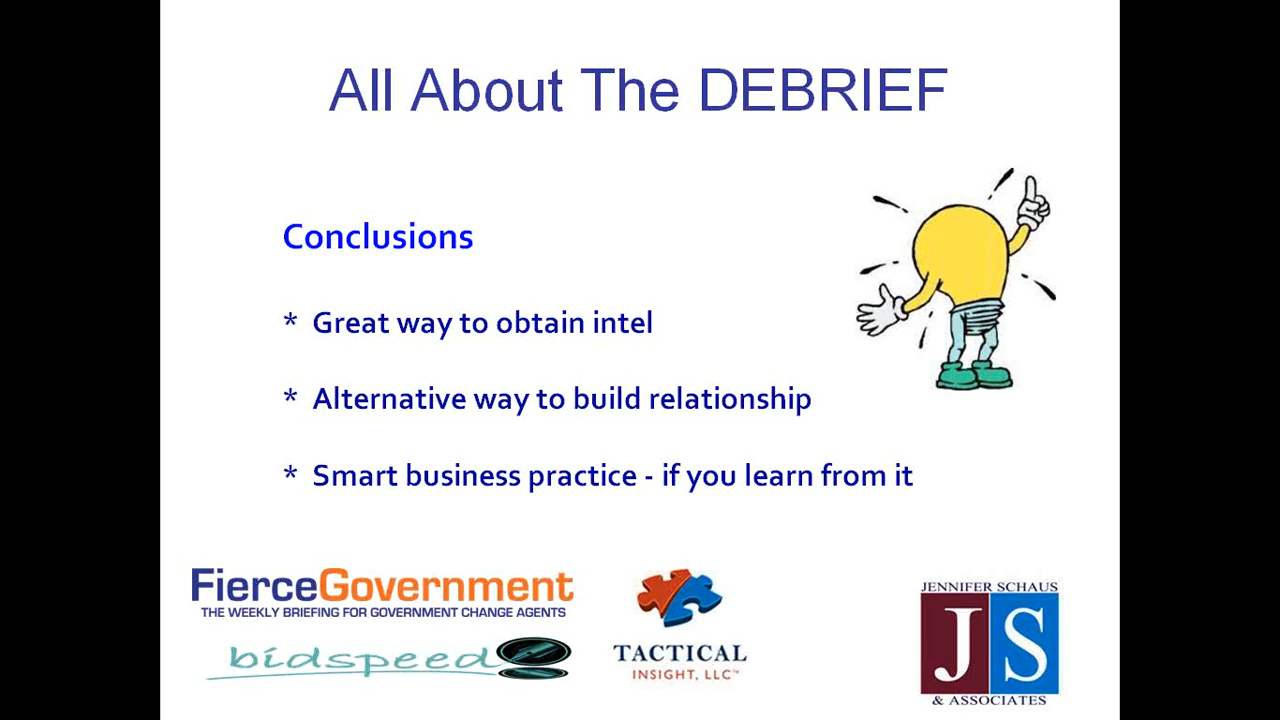 All About The DEBRIEF
Conclusions
* Great way to obtain intel
* Alternative way to build relationship
* Smart business practice - if you learn from it
FierceGovernment
THE WEEKLY BRIEFING FOR GOVERNMENT CHANGE AGENTS
bidspeed
TACTICAL
INSIGHT, LLC™
JENNIFER SCHAUS
JS
& ASSOCIATES